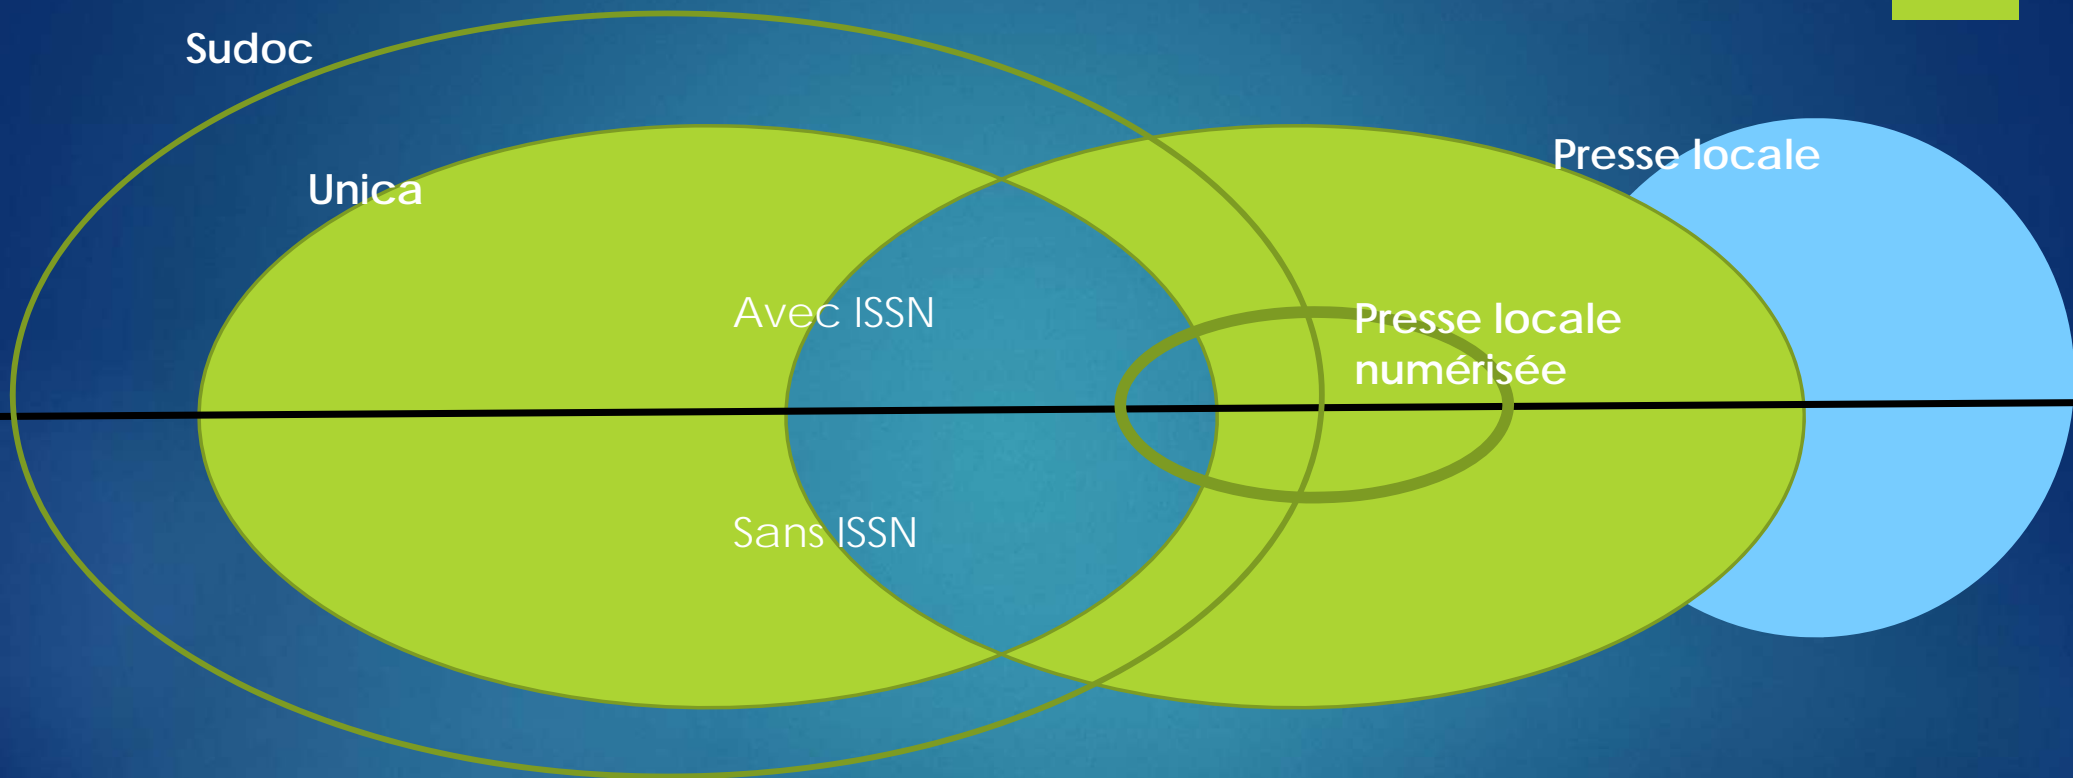 Sudoc
Unica
Presse locale
Avec ISSN
Presse locale
numérisée
Sans ISSN